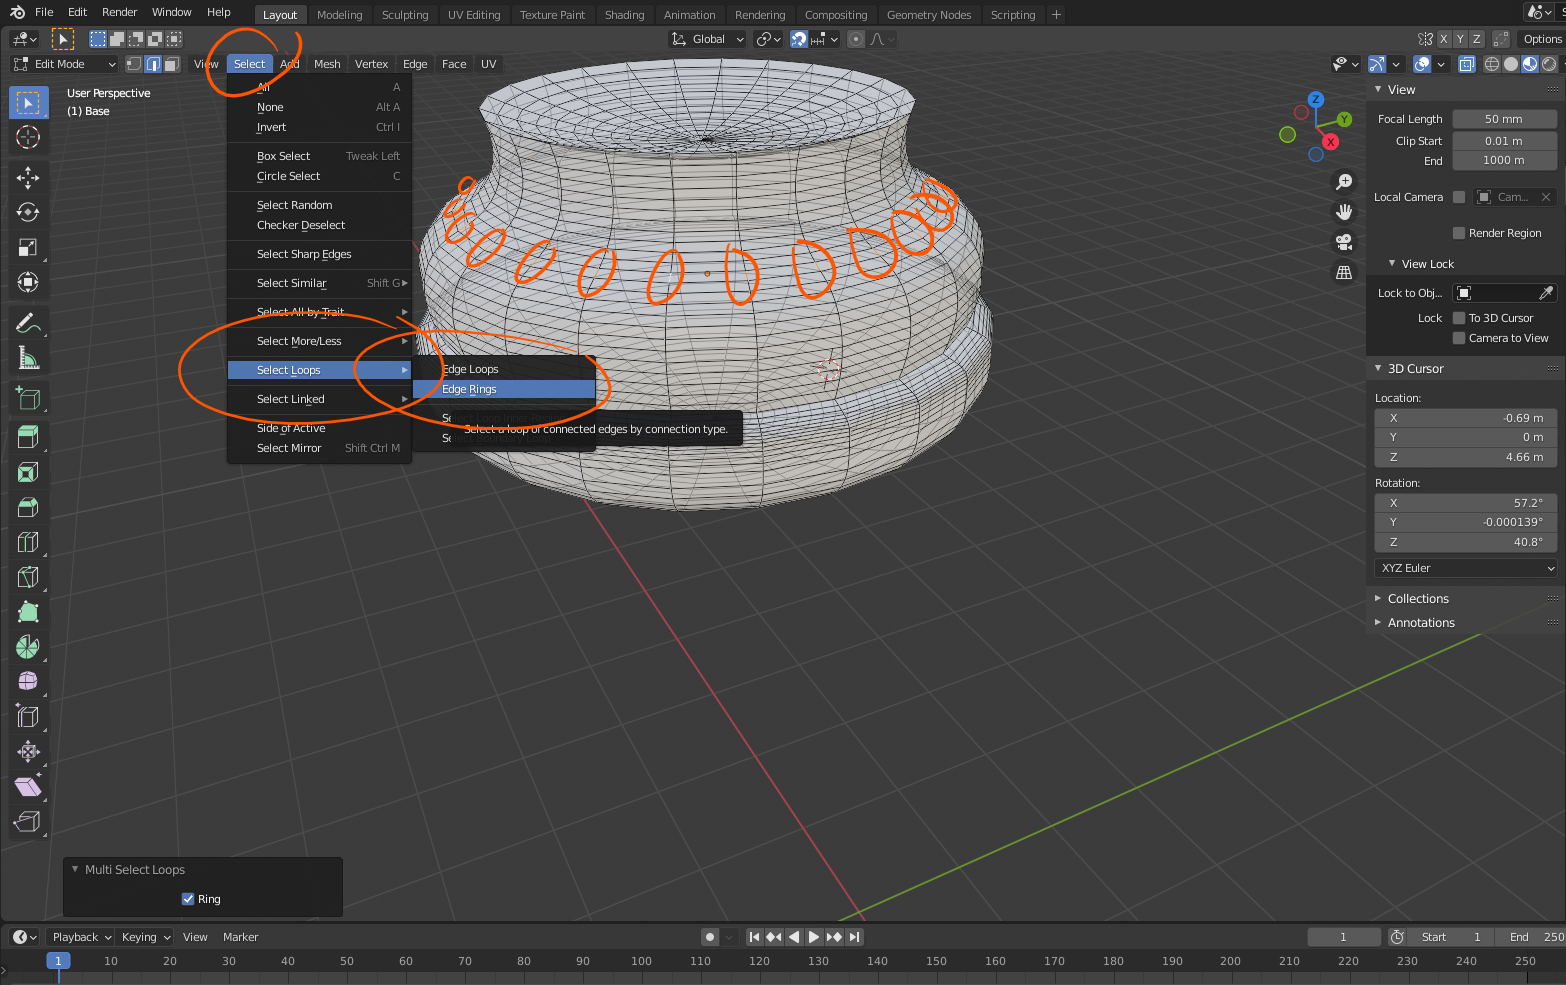 File Edit Render Window Help Layout Modeling Sculpting UV Editing Texture Paint Shading Animation Rendering Compositing Geometry Nodes Scripting +
Global X Y Z Options
Edit Mode View Select Add Mesh Vertex Edge Face UV
User Perspective
(1) Base
All A
None Alt A
Invert Ctrl I
Box Select Tweak Left
Circle Select C
Select Random
Checker Deselect
Select Sharp Edges
Select Similar Shift G
Select All by Trait
Select More/Less
Select Loops
Select Linked
Side of Active
Select Mirror Shift Ctrl M
Edge Loops
Edge Rings
Select a loop of connected edges by connection type.
Z
Y
X
View
Focal Length 50 mm
Clip Start 0.01 m
End 1000 m
Local Camera Cam...
Render Region
View Lock
Lock to Obj...
Lock To 3D Cursor
Camera to View
3D Cursor
Location:
X -0.69 m
Y 0 m
Z 4.66 m
Rotation:
X 57.2°
Y -0.000139°
Z 40.8°
XYZ Euler
Collections
Annotations
Multi Select Loops
Ring
Playback Keying View Marker 1 Start 1 End 250
1 10 20 30 40 50 60 70 80 90 100 110 120 130 140 150 160 170 180 190 200 210 220 230 240 250